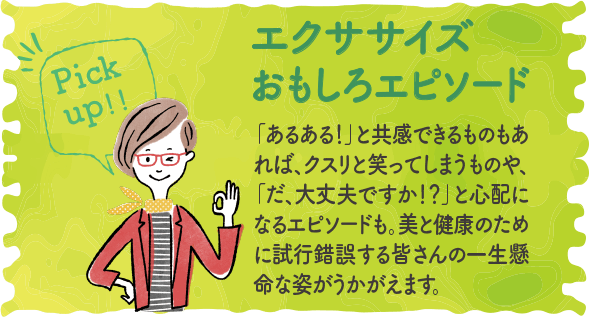 Pick
up!!
エクササイズ
おもしろエピソード
「あるある!」と共感できるものもあ
れば、クスリと笑ってしまうものや、
「だ、大丈夫ですか!?」と心配に
なるエピソードも。美と健康のため
に試行錯誤する皆さんの一生懸
命な姿がうかがえます。